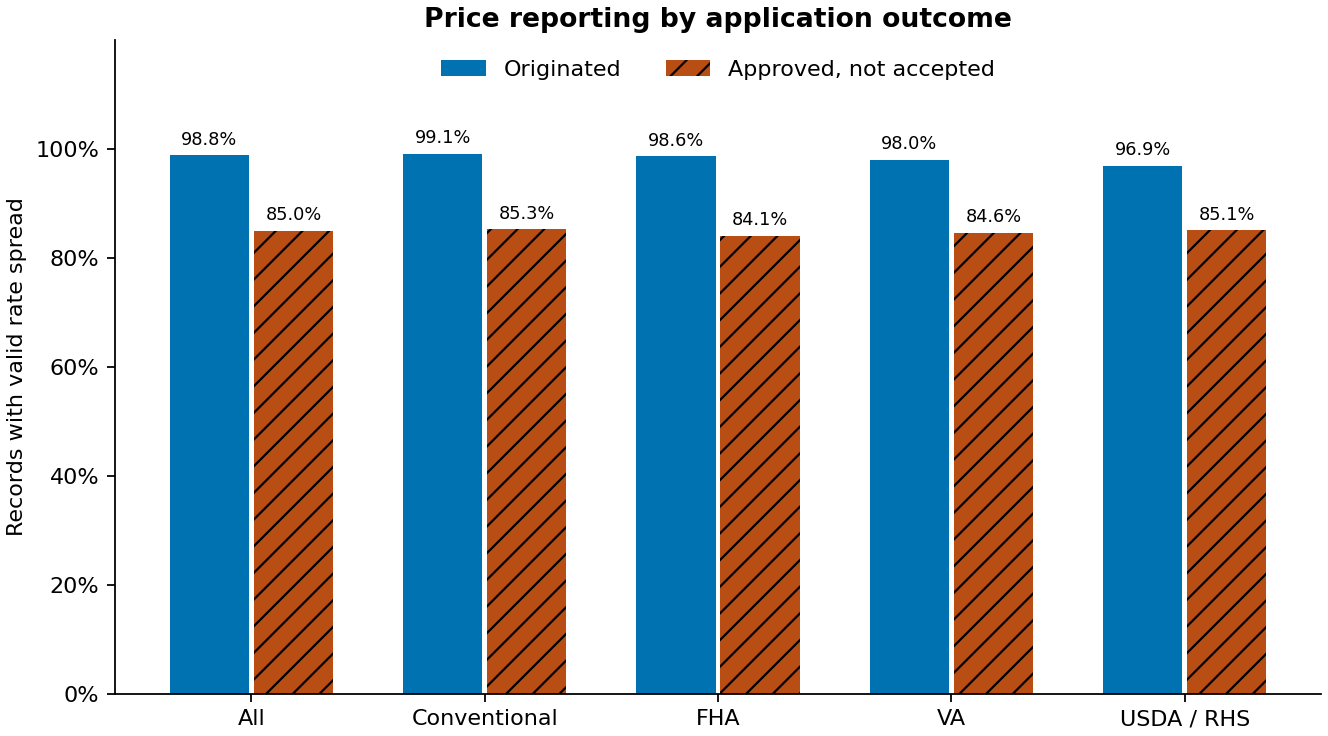 Price reporting by application outcome
Originated
Approved, not accepted
Records with valid rate spread
100%
80%
60%
40%
20%
0%
98.8%
85.0%
99.1%
85.3%
98.6%
84.1%
98.0%
84.6%
96.9%
85.1%
All
Conventional
FHA
VA
USDA / RHS